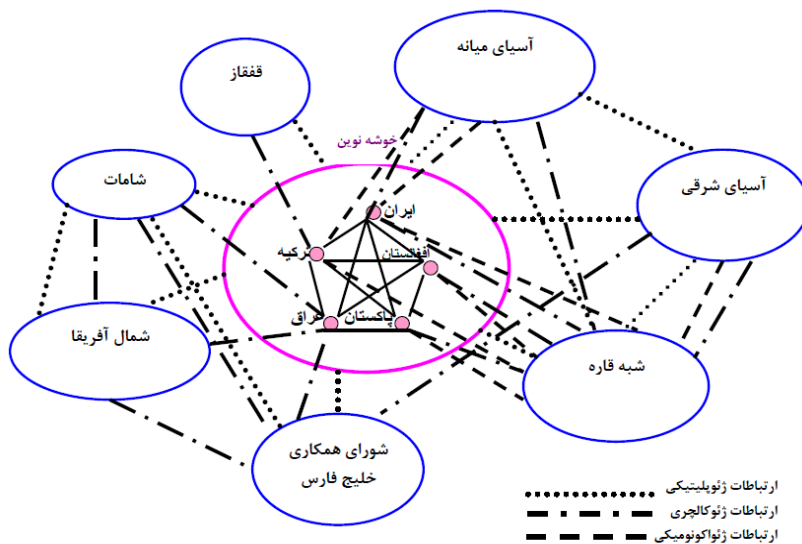 آسیای میانه
قفقاز
خوشه نوین
شامات
آسیای شرقی
ایران
ترکیه
افغانستان
عراق
پاکستان
شمال آفریقا
شبه قاره
شورای همکاری
خلیج فارس
ارتباطات ژئوپلیتیکی
ارتباطات ژئوکالچری
ارتباطات ژئواکونومیکی